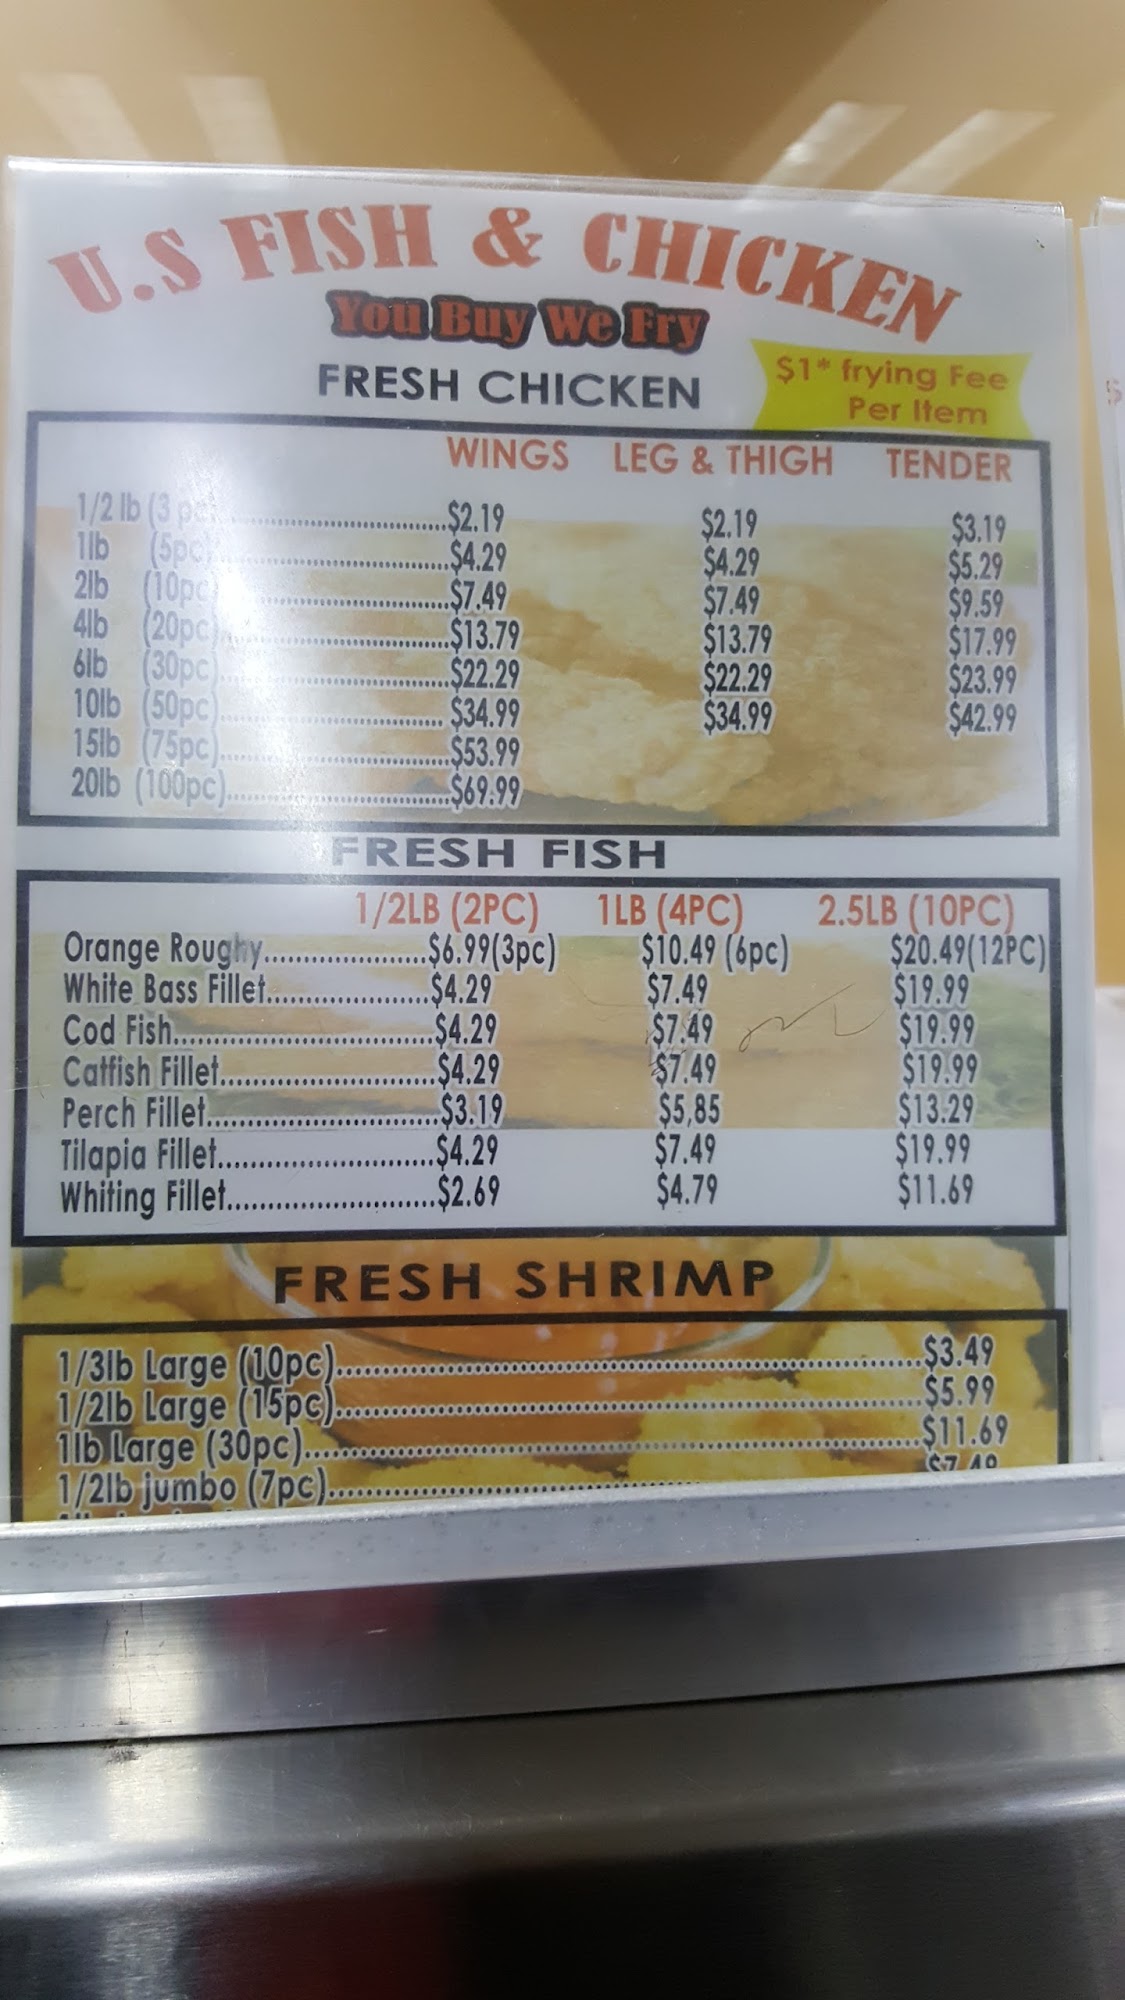 U.S FISH & CHICKEN
You Buy We Fry
$1* frying Fee
Per Item
FRESH CHICKEN
WINGS LEG & THIGH TENDER
1/2 lb (3 pc) $2.19 $2.19 $3.19
1lb (5pc) $4.29 $4.29 $5.29
2lb (10pc) $7.49 $7.49 $9.59
4lb (20pc) $13.79 $13.79 $17.99
6lb (30pc) $22.29 $22.29 $23.99
10lb (50pc) $34.99 $34.99 $42.99
15lb (75pc) $53.99
20lb (100pc) $69.99
FRESH FISH
1/2LB (2PC) 1LB (4PC) 2.5LB (10PC)
Orange Roughy $6.99(3pc) $10.49 (6pc) $20.49(12PC)
White Bass Fillet $4.29 $7.49 $19.99
Cod Fish $4.29 $7.49 $19.99
Catfish Fillet $4.29 $7.49 $19.99
Perch Fillet $3.19 $5,85 $13.29
Tilapia Fillet $4.29 $7.49 $19.99
Whiting Fillet $2.69 $4.79 $11.69
FRESH SHRIMP
1/3lb Large (10pc) $3.49
1/2lb Large (15pc) $5.99
1lb Large (30pc) $11.69
1/2lb jumbo (7pc)